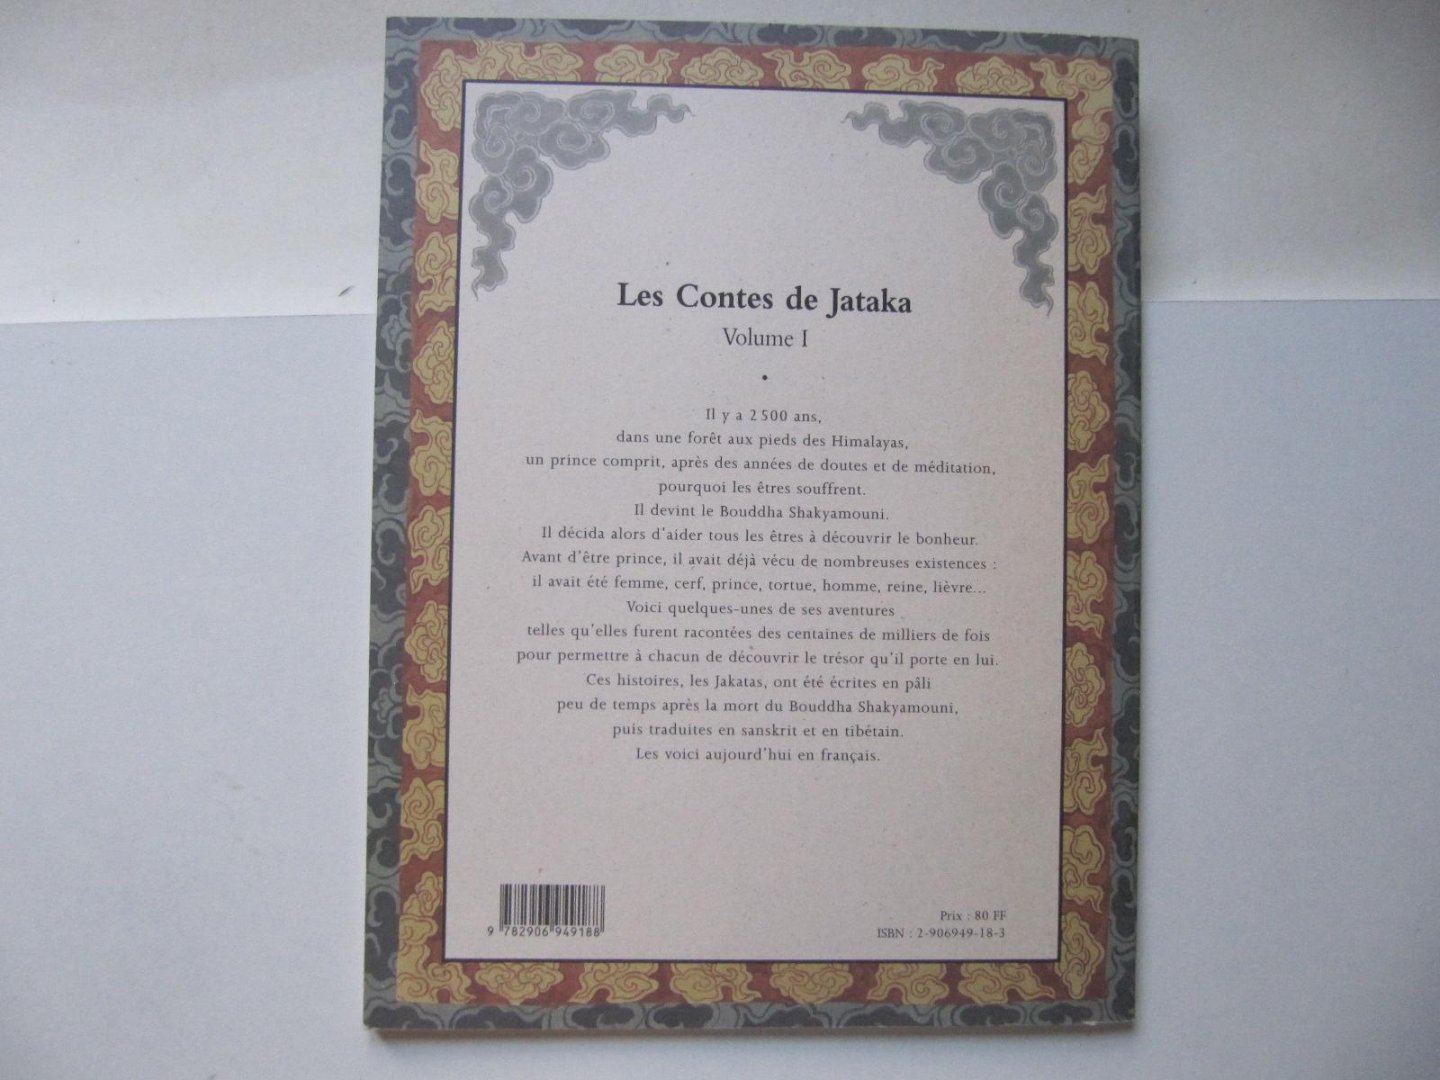 Les Contes de Jataka
Volume I
•
Il y a 2 500 ans,
dans une forêt aux pieds des Himalayas,
un prince comprit, après des années de doutes et de méditation,
pourquoi les êtres souffrent.
Il devint le Bouddha Shakyamouni.
Il décida alors d'aider tous les êtres à découvrir le bonheur.
Avant d'être prince, il avait déjà vécu de nombreuses existences :
il avait été femme, cerf, prince, tortue, homme, reine, lièvre...
Voici quelques-unes de ses aventures
telles qu'elles furent racontées des centaines de milliers de fois
pour permettre à chacun de découvrir le trésor qu'il porte en lui.
Ces histoires, les Jakatas, ont été écrites en pâli
peu de temps après la mort du Bouddha Shakyamouni,
puis traduites en sanskrit et en tibétain.
Les voici aujourd'hui en français.
9 782906 949188
Prix : 80 FF
ISBN : 2-906949-18-3